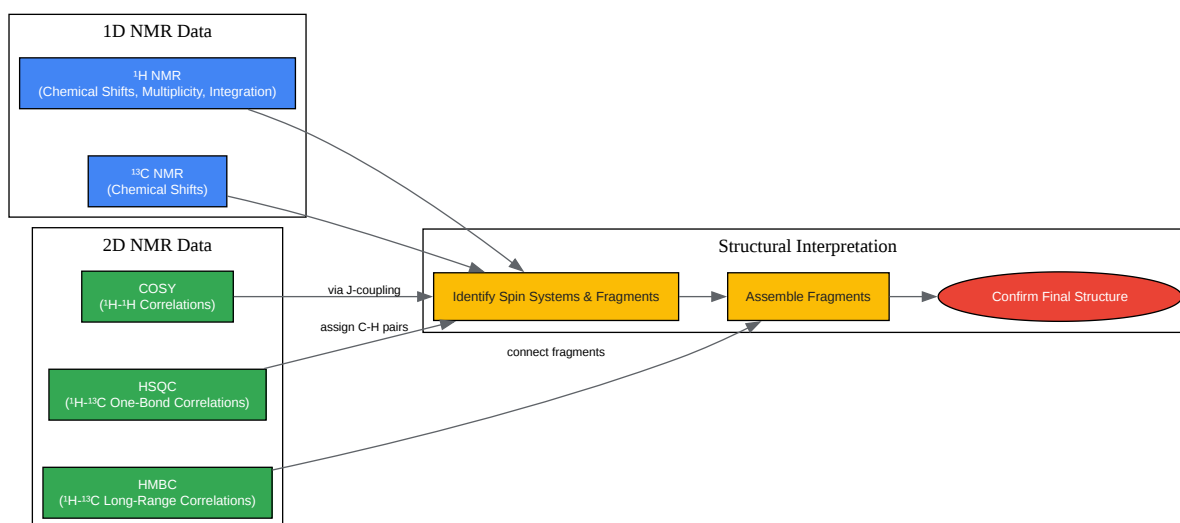 1D NMR Data
¹H NMR
(Chemical Shifts, Multiplicity, Integration)
¹³C NMR
(Chemical Shifts)
2D NMR Data
COSY
(¹H-¹H Correlations)
HSQC
(¹H-¹³C One-Bond Correlations)
HMBC
(¹H-¹³C Long-Range Correlations)
via J-coupling
assign C-H pairs
connect fragments
Structural Interpretation
Identify Spin Systems & Fragments
Assemble Fragments
Confirm Final Structure